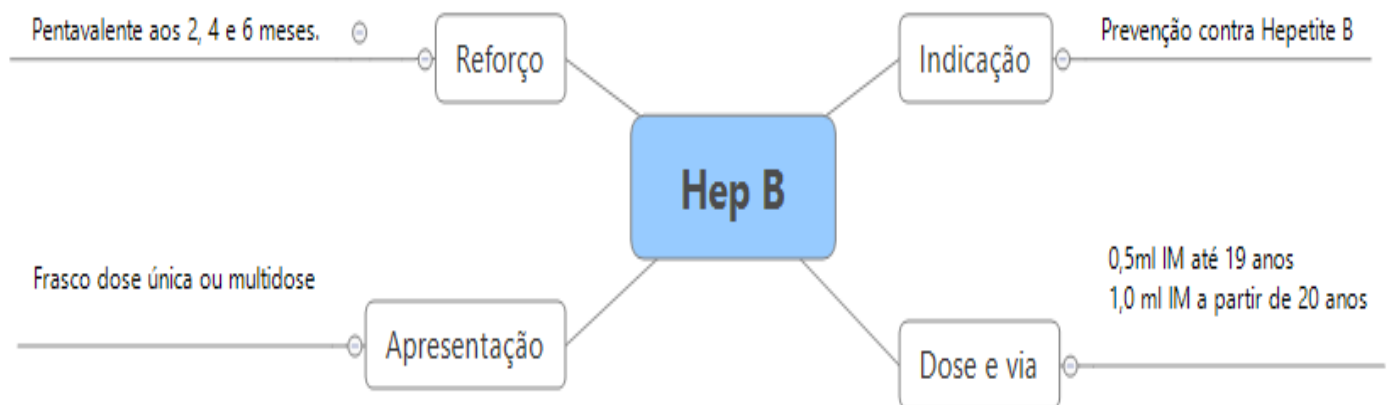 Pentavalente aos 2, 4 e 6 meses.
Reforço
Indicação
Prevenção contra Hepetite B
Hep B
Frasco dose única ou multidose
Apresentação
0,5ml IM até 19 anos
1,0 ml IM a partir de 20 anos
Dose e via